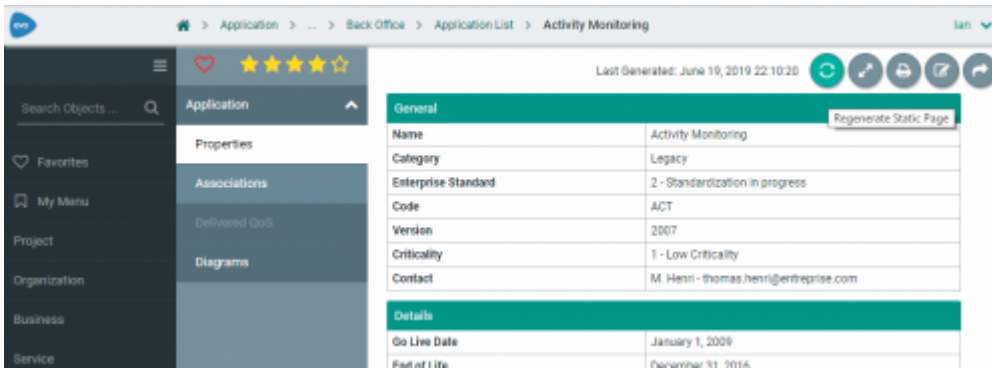 evo
Application > ... > Back Office > Application List > Activity Monitoring
Ian
Last Generated: June 19, 2019 22:10:20
Regenerate Static Page
Search Objects ...
Favorites
My Menu
Project
Organization
Business
Service
Application
Properties
Associations
Delivered QoS
Diagrams
General
Name Activity Monitoring
Category Legacy
Enterprise Standard 2 - Standardization in progress
Code ACT
Version 2007
Criticality 1 - Low Criticality
Contact M. Henri - thomas.henri@entreprise.com
Details
Go Live Date January 1, 2009
End of Life December 31, 2016